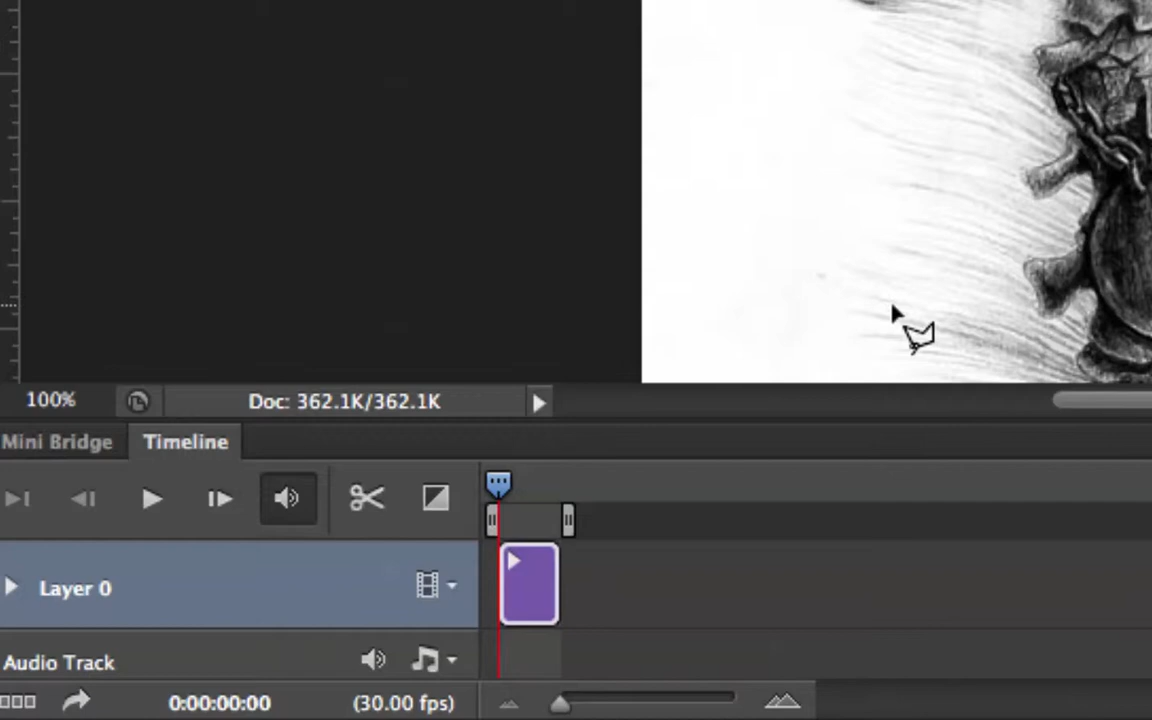 100%
Doc: 362.1K/362.1K
Mini Bridge
Timeline
Layer 0
Audio Track
0:00:00:00
(30.00 fps)